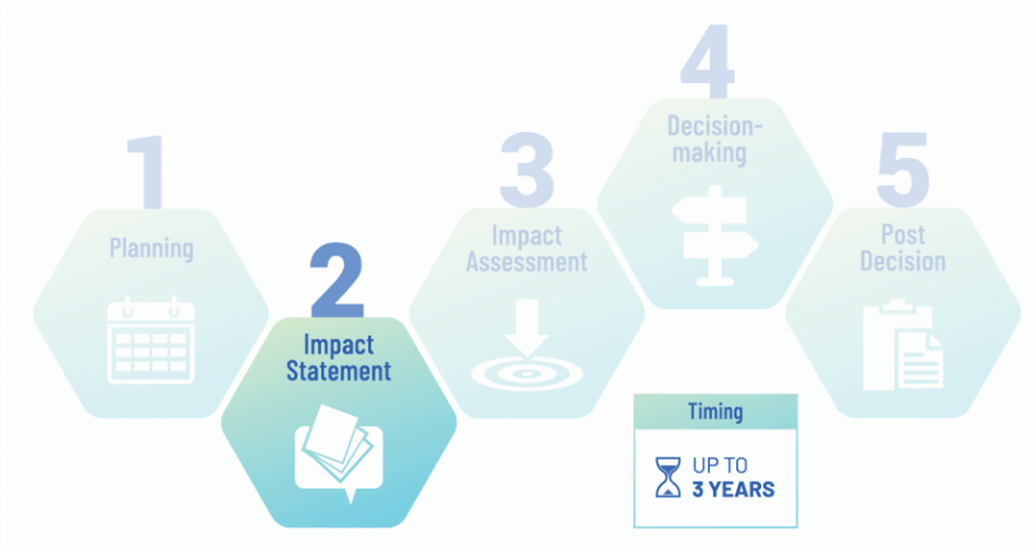 1
Planning
2
Impact
Statement
3
Impact
Assessment
4
Decision-
making
5
Post
Decision
Timing
UP TO
3 YEARS